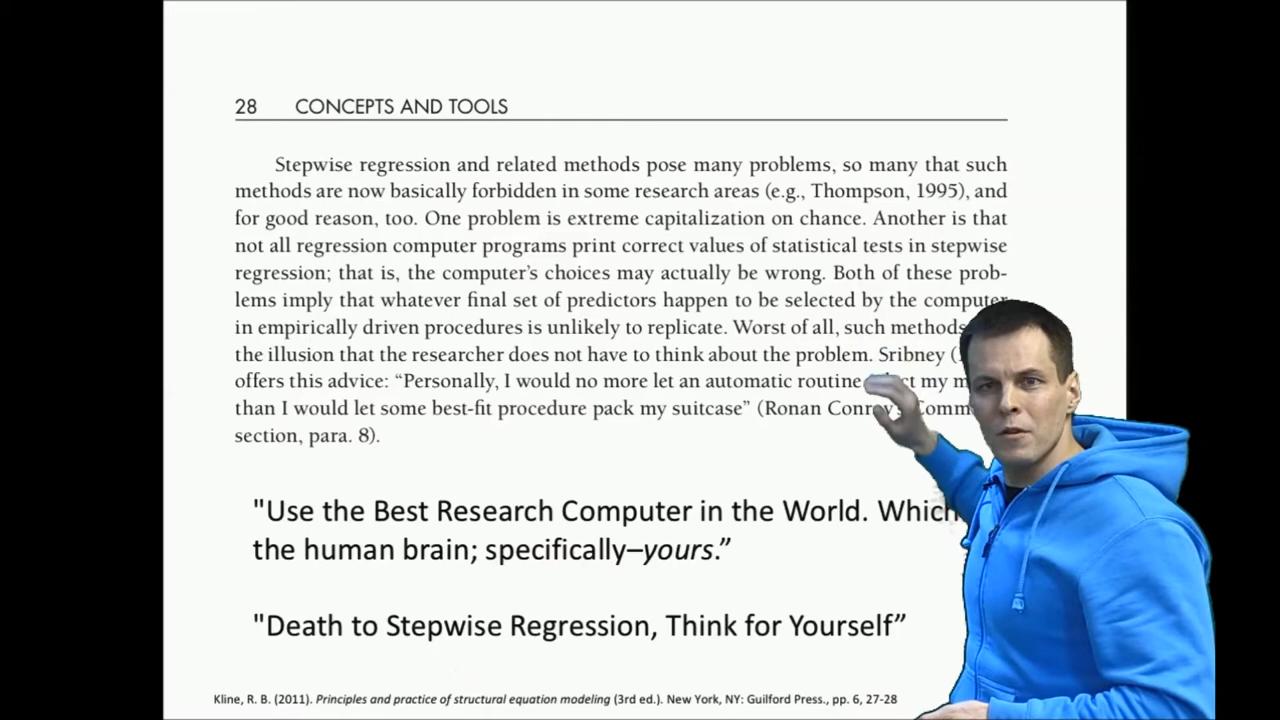 28 CONCEPTS AND TOOLS
Stepwise regression and related methods pose many problems, so many that such
methods are now basically forbidden in some research areas (e.g., Thompson, 1995), and
for good reason, too. One problem is extreme capitalization on chance. Another is that
not all regression computer programs print correct values of statistical tests in stepwise
regression; that is, the computer's choices may actually be wrong. Both of these prob-
lems imply that whatever final set of predictors happen to be selected by the computer
in empirically driven procedures is unlikely to replicate. Worst of all, such methods
the illusion that the researcher does not have to think about the problem. Sribney (
offers this advice: “Personally, I would no more let an automatic routine my
than I would let some best-fit procedure pack my suitcase” (Ronan Conroy's
section, para. 8).
"Use the Best Research Computer in the World. Which
the human brain; specifically–yours.”
"Death to Stepwise Regression, Think for Yourself”
Kline, R. B. (2011). Principles and practice of structural equation modeling (3rd ed.). New York, NY: Guilford Press., pp. 6, 27-28